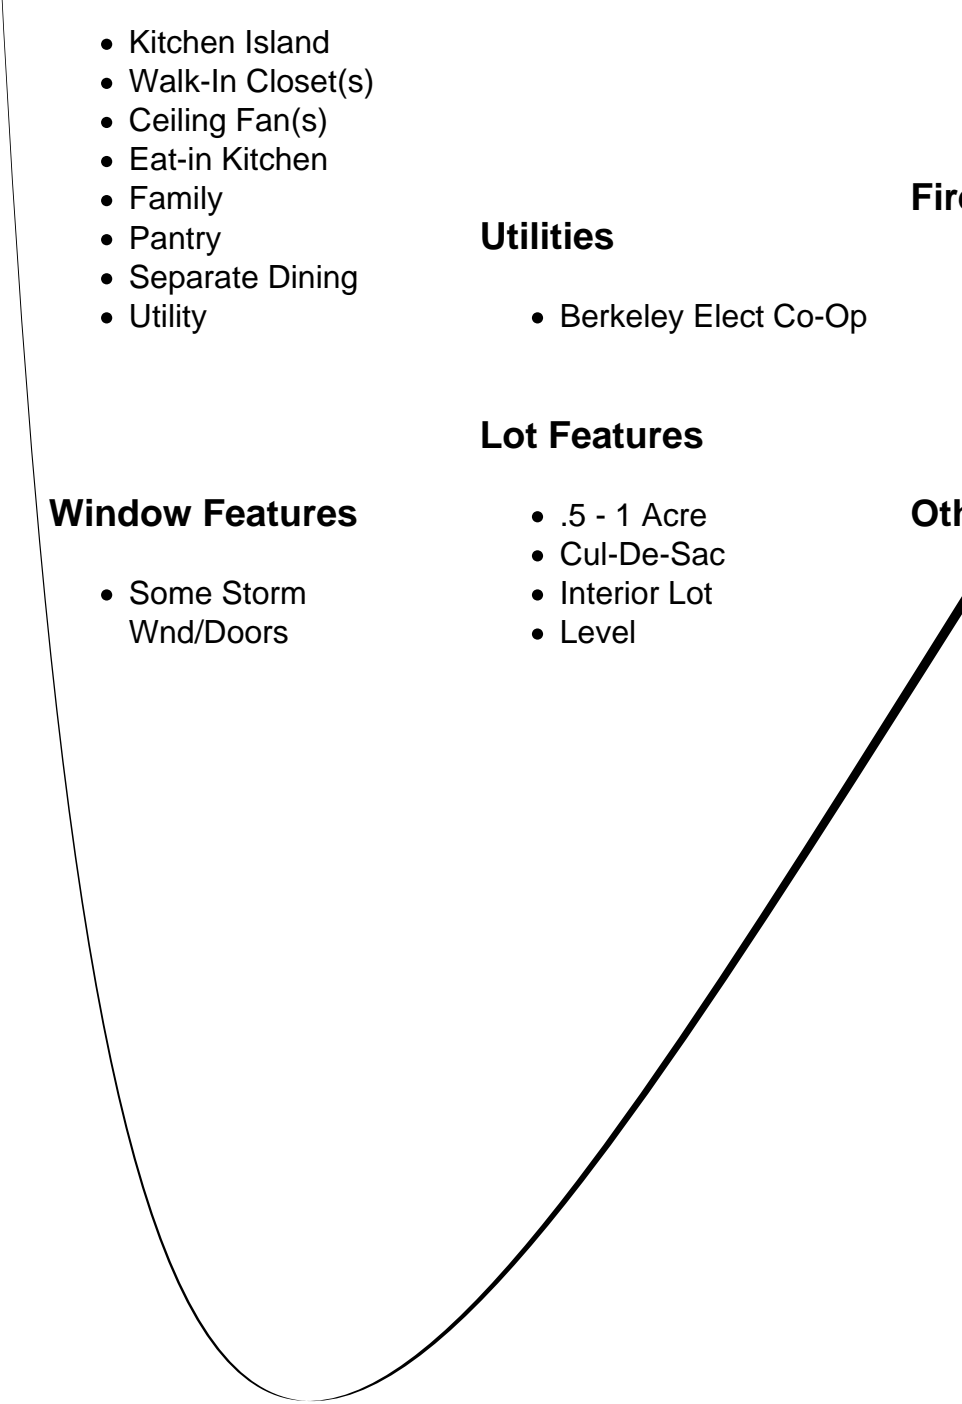 Kitchen Island
Walk-In Closet(s)
Ceiling Fan(s)
Eat-in Kitchen
Family
Pantry
Separate Dining
Utility
Window Features
Some Storm
Wnd/Doors
Utilities
Berkeley Elect Co-Op
Lot Features
.5 - 1 Acre
Cul-De-Sac
Interior Lot
Level